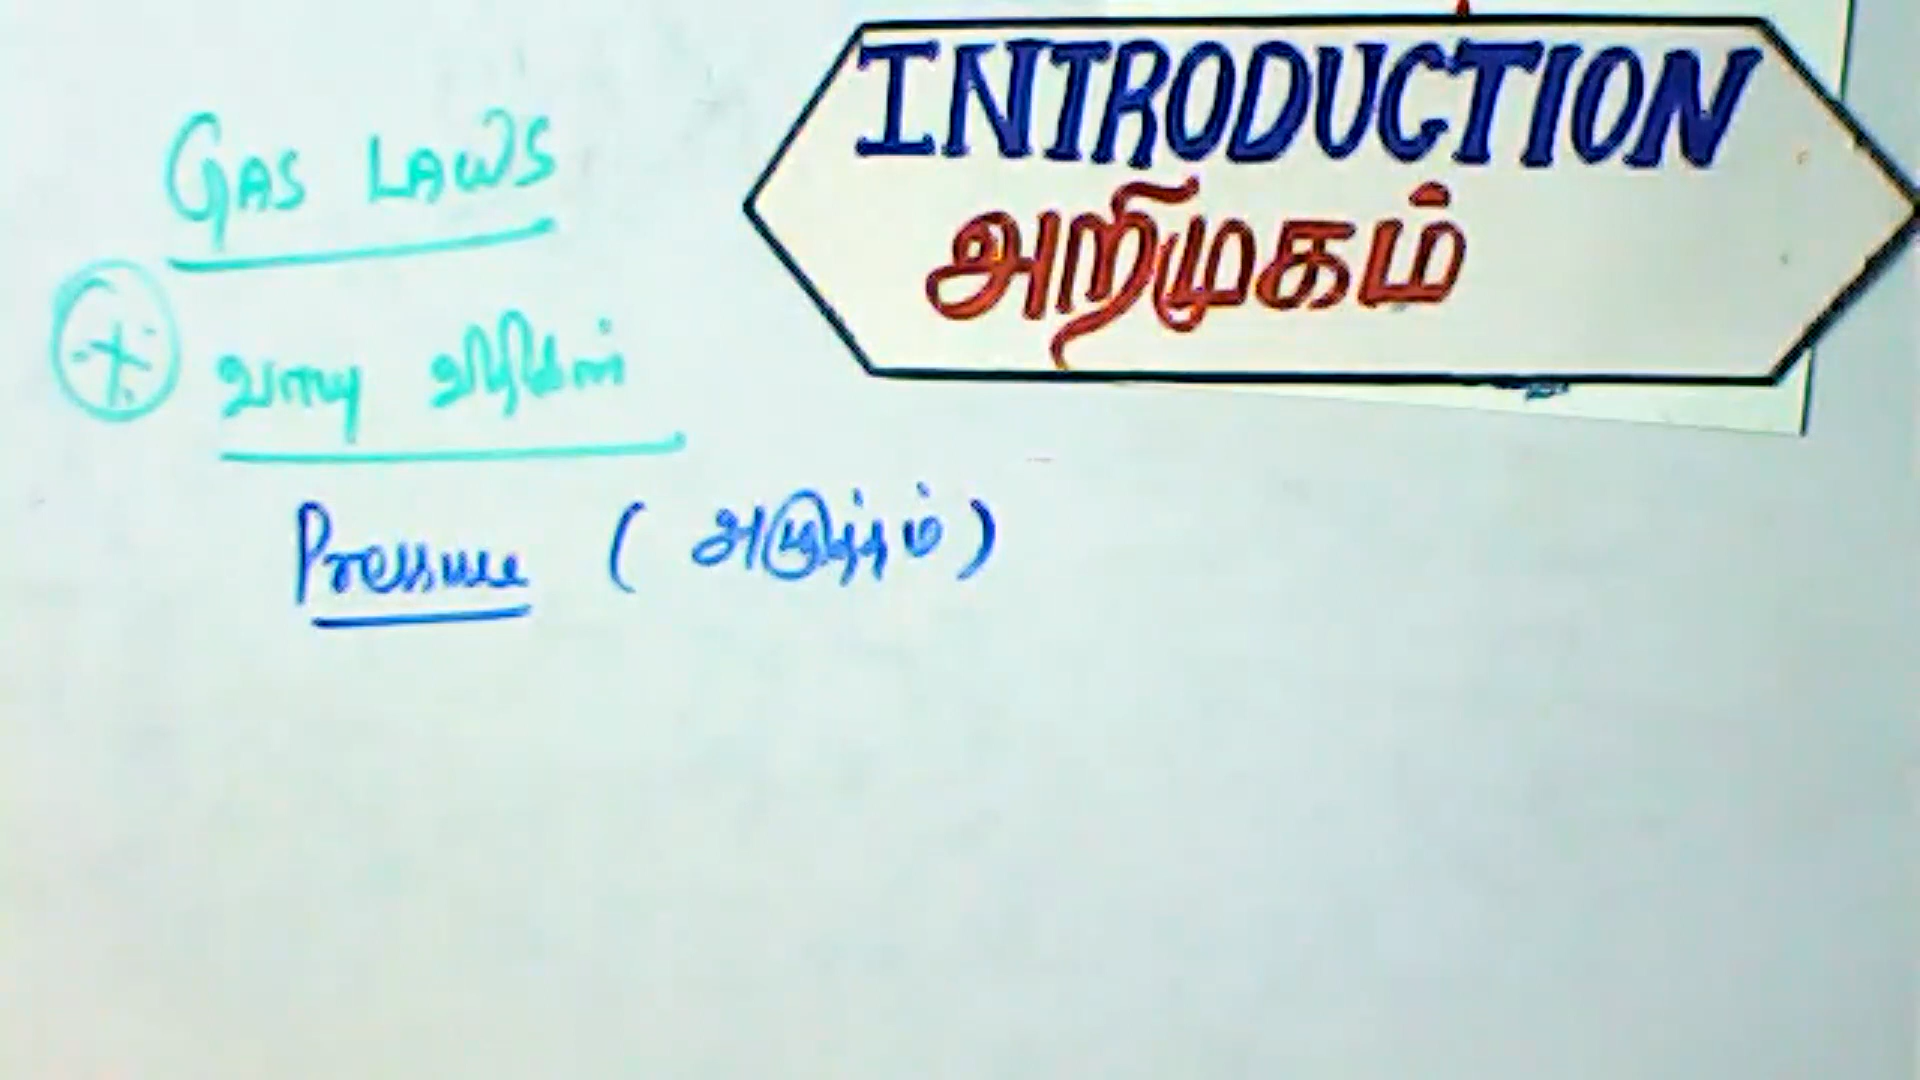 INTRODUCTION
அறிமுகம்
GAS LAWS
வாயு விதிகள்
Pressure (அழுத்தம்)